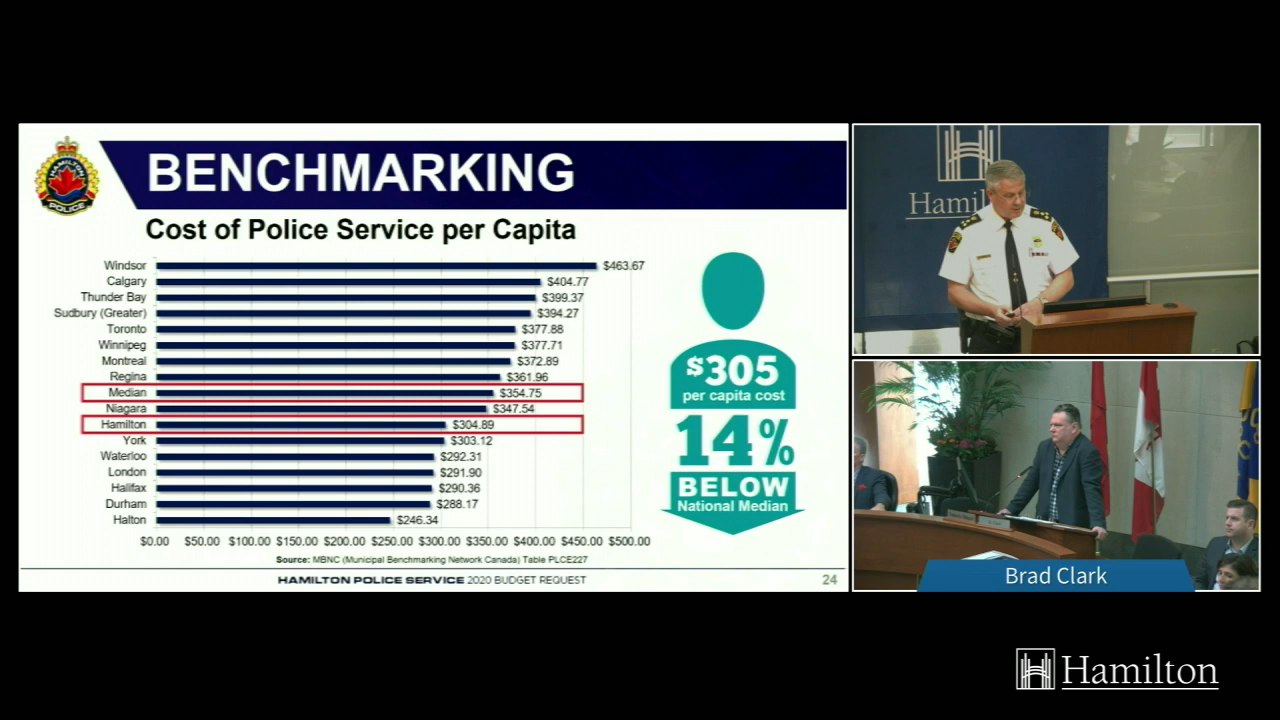 BENCHMARKING
HAMILTON
POLICE
Cost of Police Service per Capita
Windsor $463.67
Calgary $404.77
Thunder Bay $399.37
Sudbury (Greater) $394.27
Toronto $377.88
Winnipeg $377.71
Montreal $372.89
Regina $361.96
Median $354.75
Niagara $347.54
Hamilton $304.89
York $303.12
Waterloo $292.31
London $291.90
Halifax $290.36
Durham $288.17
Halton $246.34
$0.00 $50.00 $100.00 $150.00 $200.00 $250.00 $300.00 $350.00 $400.00 $450.00 $500.00
Source: MBNC (Municipal Benchmarking Network Canada) Table PLCE227
HAMILTON POLICE SERVICE 2020 BUDGET REQUEST
24
$305
per capita cost
14%
BELOW
National Median
Hamil
Brad Clark
Hamilton